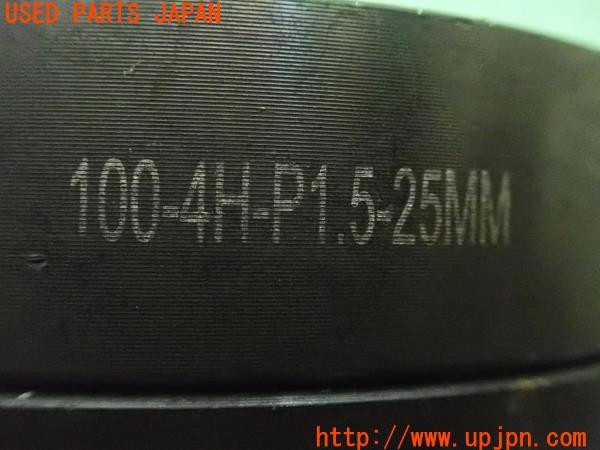 USED PARTS JAPAN
100-4H-P1.5-25MM
http://www.upjpn.com/